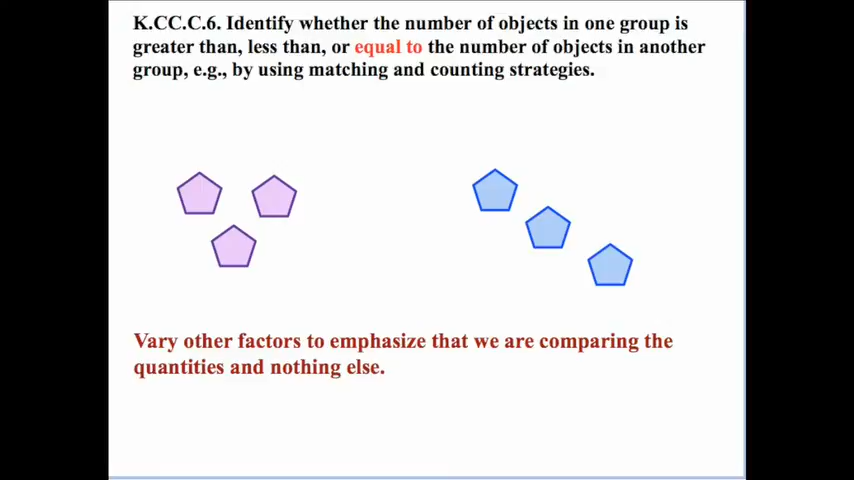 K.CC.C.6. Identify whether the number of objects in one group is
greater than, less than, or equal to the number of objects in another
group, e.g., by using matching and counting strategies.
Vary other factors to emphasize that we are comparing the
quantities and nothing else.